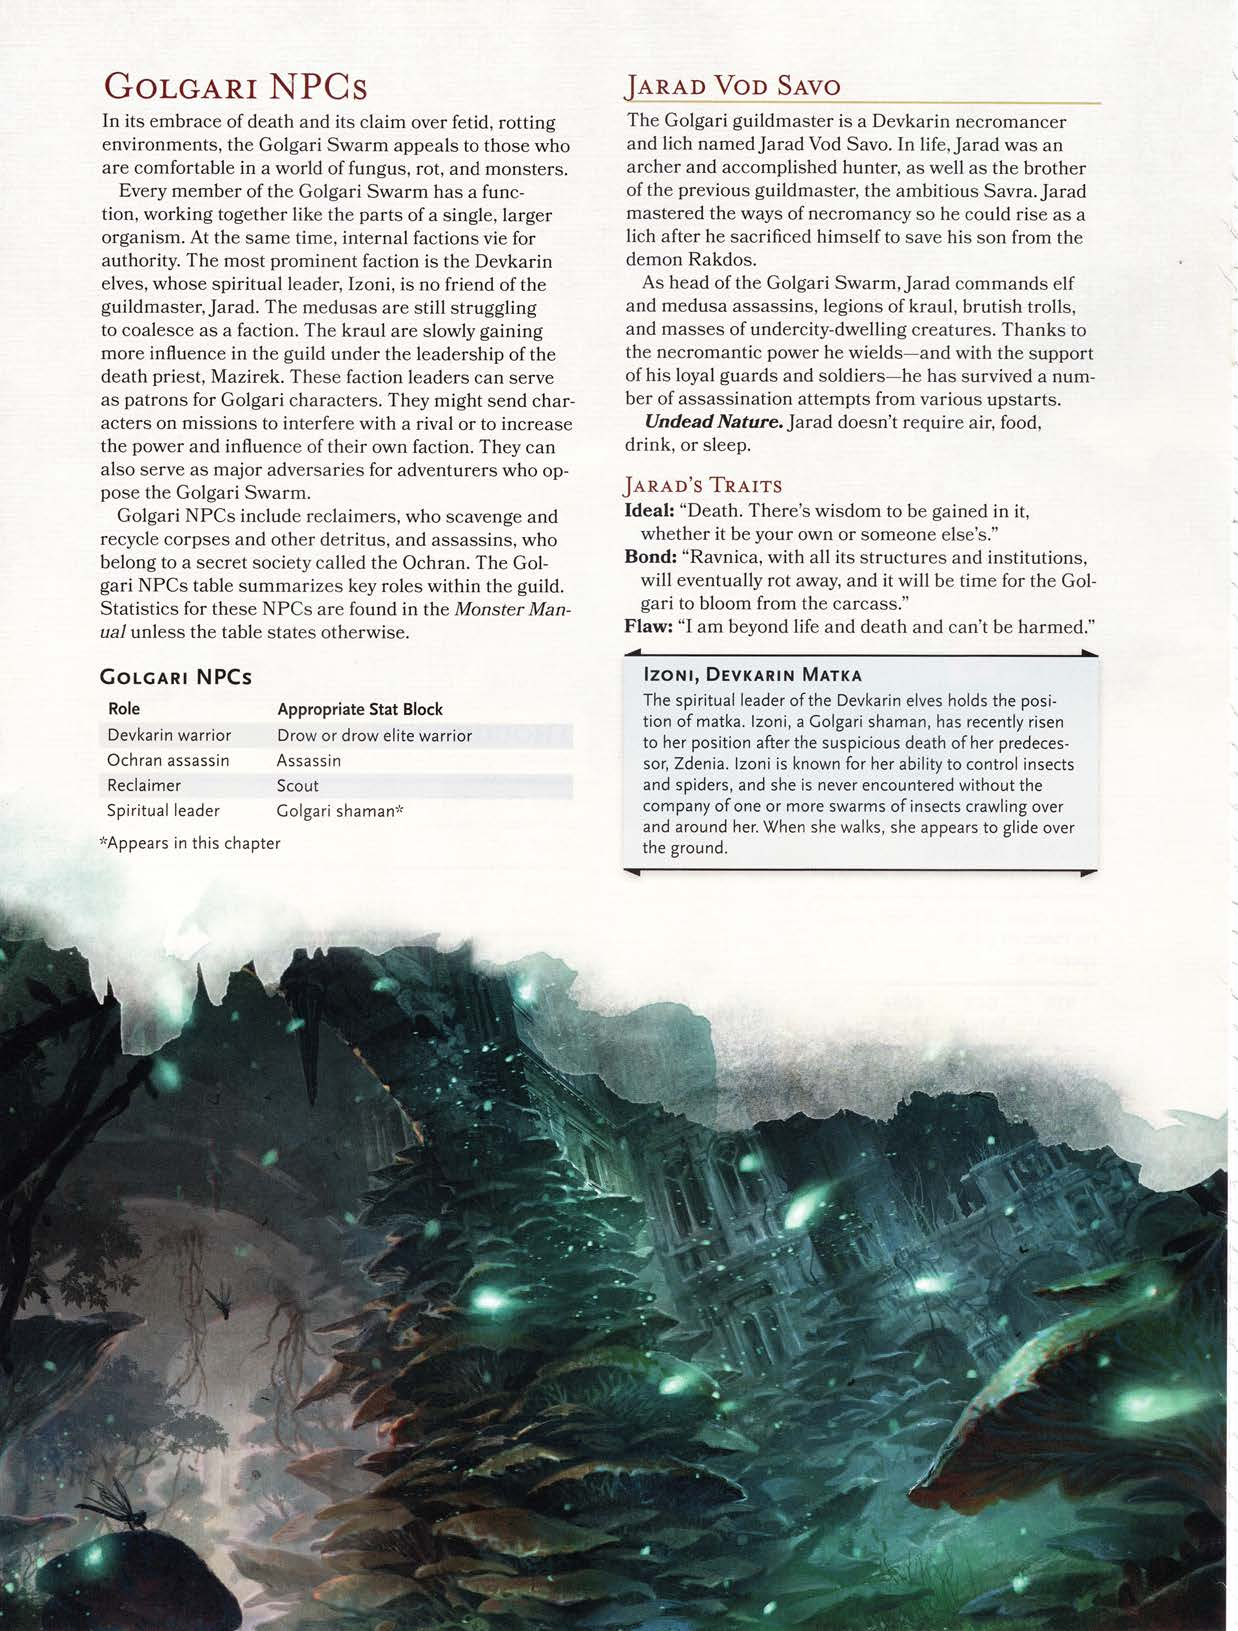 Golgari NPCs
In its embrace of death and its claim over fetid, rotting
environments, the Golgari Swarm appeals to those who
are comfortable in a world of fungus, rot, and monsters.
Every member of the Golgari Swarm has a func-
tion, working together like the parts of a single, larger
organism. At the same time, internal factions vie for
authority. The most prominent faction is the Devkarin
elves, whose spiritual leader, Izoni, is no friend of the
guildmaster, Jarad. The medusas are still struggling
to coalesce as a faction. The kraul are slowly gaining
more influence in the guild under the leadership of the
death priest, Mazirek. These faction leaders can serve
as patrons for Golgari characters. They might send char-
acters on missions to interfere with a rival or to increase
the power and influence of their own faction. They can
also serve as major adversaries for adventurers who op-
pose the Golgari Swarm.
Golgari NPCs include reclaimers, who scavenge and
recycle corpses and other detritus, and assassins, who
belong to a secret society called the Ochran. The Gol-
gari NPCs table summarizes key roles within the guild.
Statistics for these NPCs are found in the Monster Man-
ual unless the table states otherwise.
Golgari NPCs
Role Appropriate Stat Block
Devkarin warrior Drow or drow elite warrior
Ochran assassin Assassin
Reclaimer Scout
Spiritual leader Golgari shaman*
*Appears in this chapter
Jarad Vod Savo
The Golgari guildmaster is a Devkarin necromancer
and lich named Jarad Vod Savo. In life, Jarad was an
archer and accomplished hunter, as well as the brother
of the previous guildmaster, the ambitious Savra. Jarad
mastered the ways of necromancy so he could rise as a
lich after he sacrificed himself to save his son from the
demon Rakdos.
As head of the Golgari Swarm, Jarad commands elf
and medusa assassins, legions of kraul, brutish trolls,
and masses of undercity-dwelling creatures. Thanks to
the necromantic power he wields—and with the support
of his loyal guards and soldiers—he has survived a num-
ber of assassination attempts from various upstarts.
Undead Nature. Jarad doesn't require air, food,
drink, or sleep.
Jarad's Traits
Ideal: "Death. There's wisdom to be gained in it,
whether it be your own or someone else's."
Bond: "Ravnica, with all its structures and institutions,
will eventually rot away, and it will be time for the Gol-
gari to bloom from the carcass."
Flaw: "I am beyond life and death and can't be harmed."
Izoni, Devkarin Matka
The spiritual leader of the Devkarin elves holds the posi-
tion of matka. Izoni, a Golgari shaman, has recently risen
to her position after the suspicious death of her predeces-
sor, Zdenia. Izoni is known for her ability to control insects
and spiders, and she is never encountered without the
company of one or more swarms of insects crawling over
and around her. When she walks, she appears to glide over
the ground.